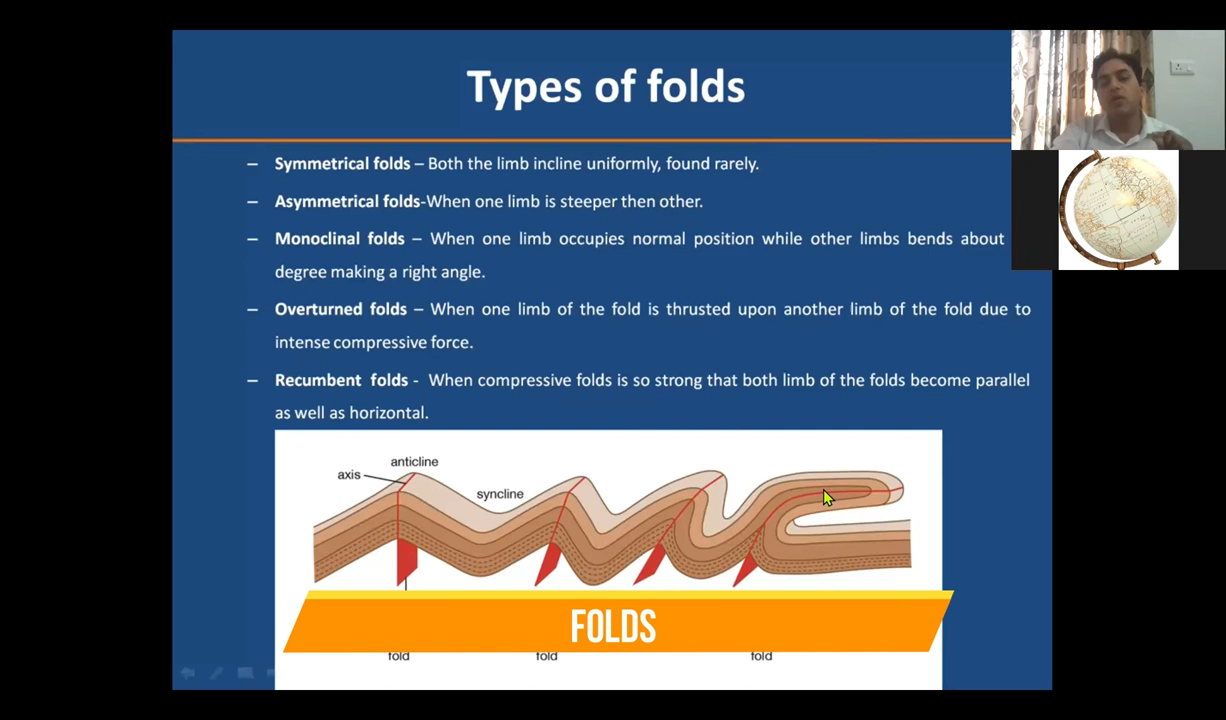 Types of folds
– Symmetrical folds – Both the limb incline uniformly, found rarely.
– Asymmetrical folds-When one limb is steeper then other.
– Monoclinal folds – When one limb occupies normal position while other limbs bends about
degree making a right angle.
– Overturned folds – When one limb of the fold is thrusted upon another limb of the fold due to
intense compressive force.
– Recumbent folds - When compressive folds is so strong that both limb of the folds become parallel
as well as horizontal.
anticline
axis
syncline
FOLDS
fold
fold
fold